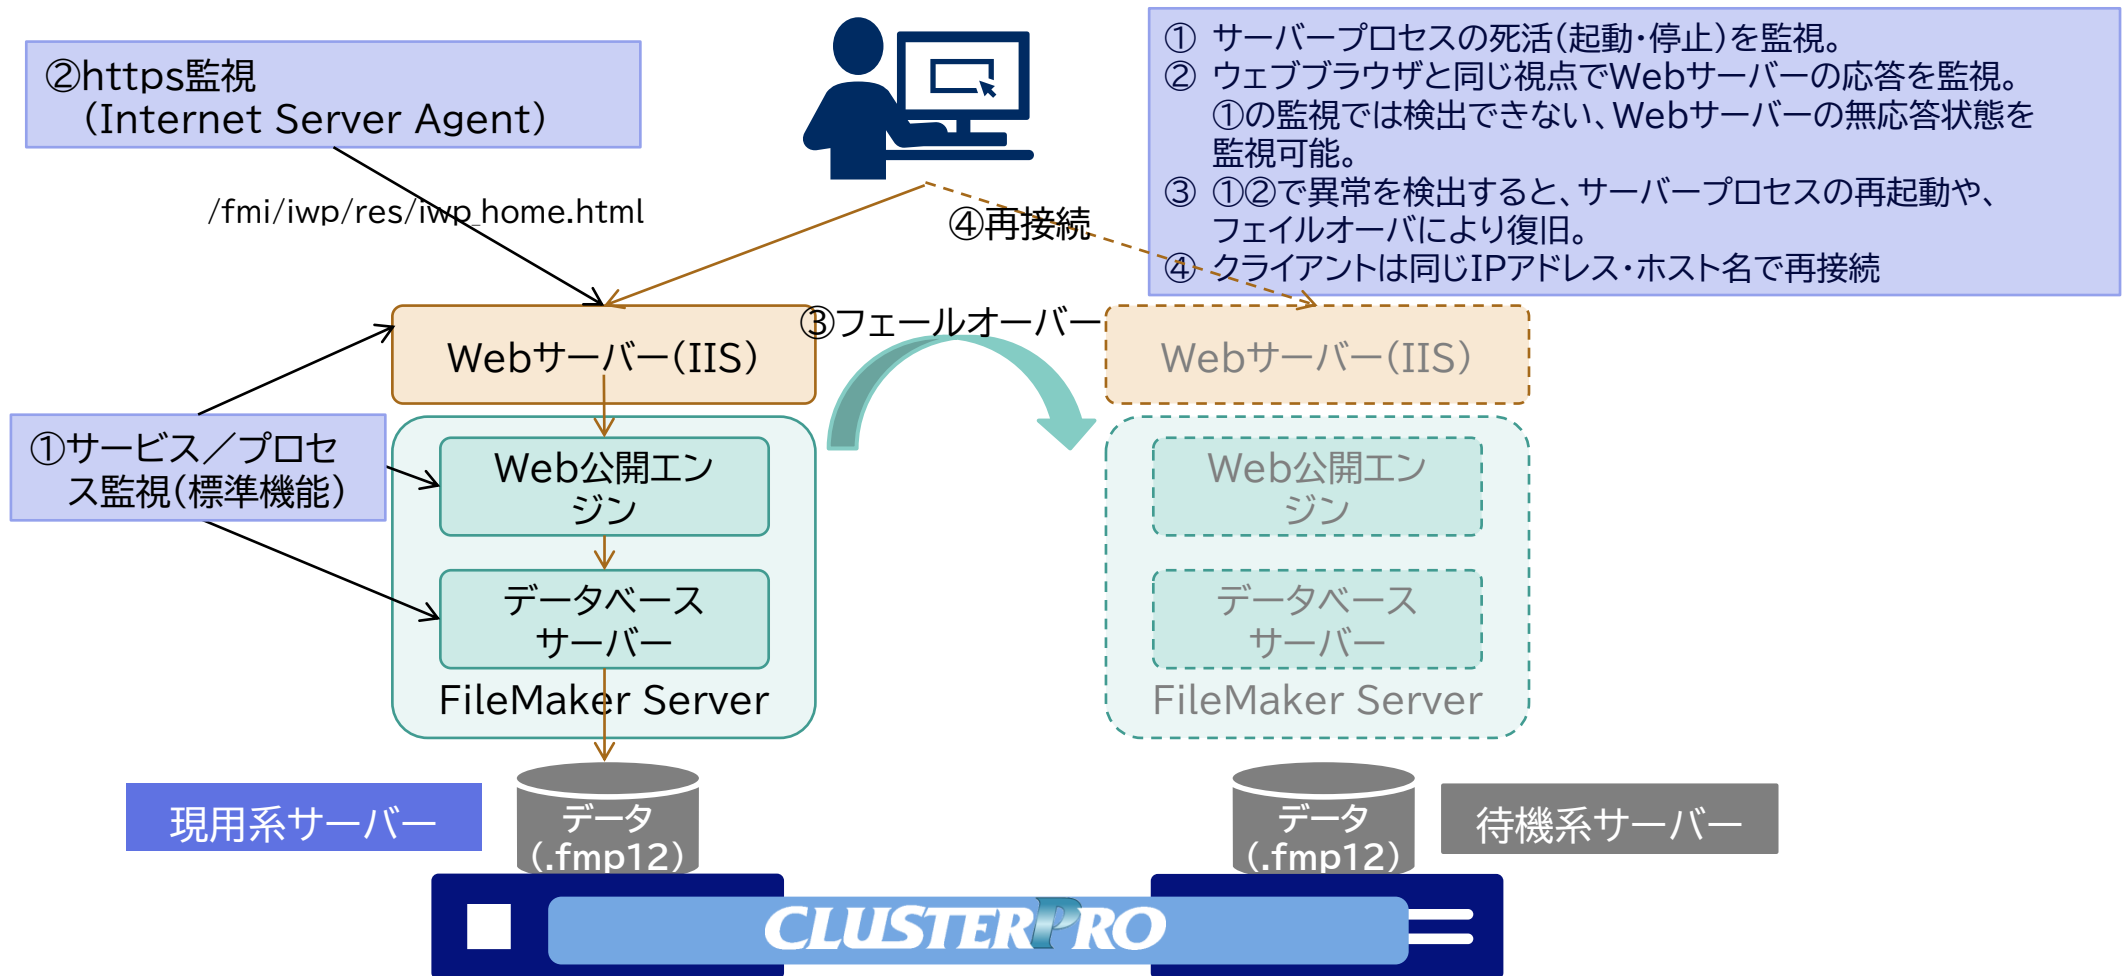 ②https監視
（Internet Server Agent）
/fmi/iwp/res/iwp_home.html
① サーバープロセスの死活（起動・停止）を監視。
② ウェブブラウザと同じ視点でWebサーバーの応答を監視。
①の監視では検出できない、Webサーバーの無応答状態を
監視可能。
③ ①②で異常を検出すると、サーバープロセスの再起動や、
フェイルオーバにより復旧。
④ クライアントは同じIPアドレス・ホスト名で再接続
④再接続
③フェールオーバー
Webサーバー（IIS）
Webサーバー（IIS）
①サービス／プロセ
ス監視（標準機能）
Web公開エン
ジン
データベース
サーバー
FileMaker Server
Web公開エン
ジン
データベース
サーバー
FileMaker Server
現用系サーバー
データ
（.fmp12）
データ
（.fmp12）
待機系サーバー
CLUSTERPRO